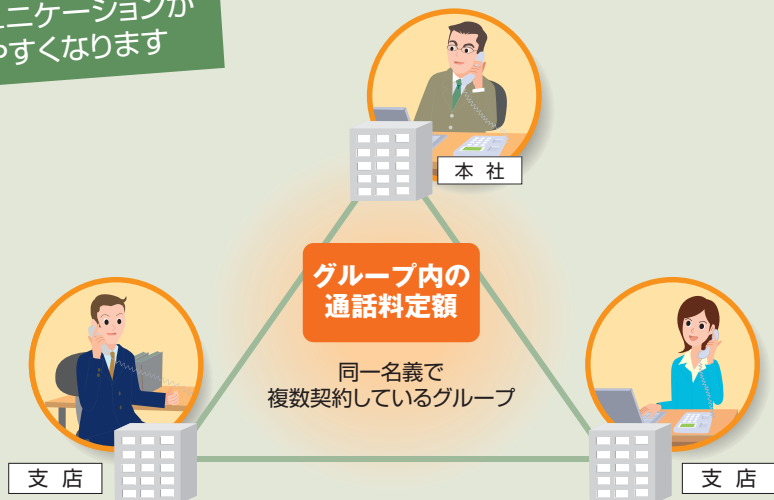 ニケーションが
やすくなります
本 社
グループ内の
通話料定額
同一名義で
複数契約しているグループ
支 店
支 店